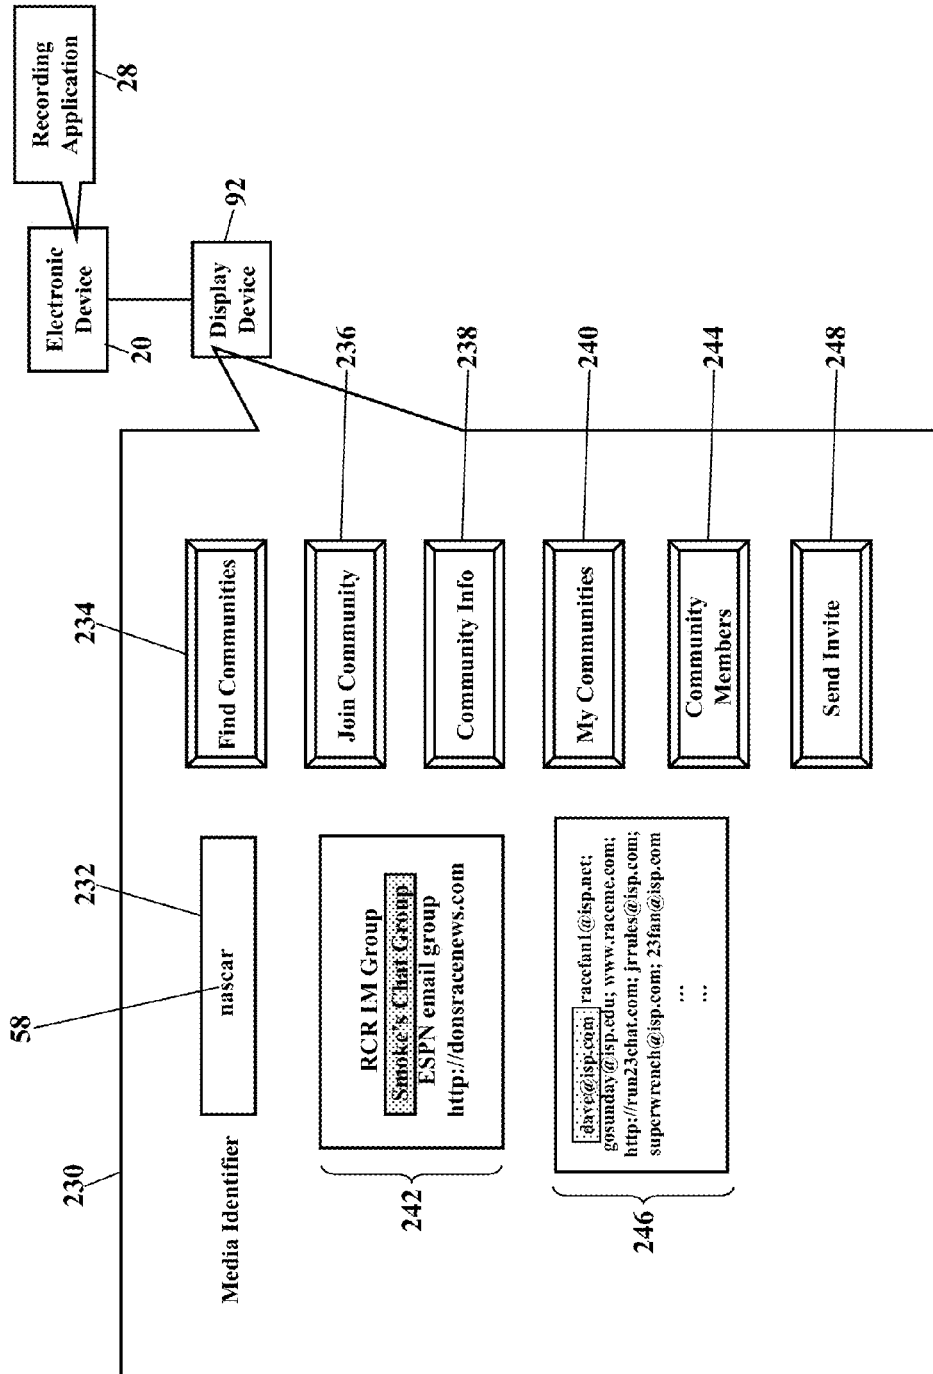 Recording
Application
28
Electronic
Device
20
Display
Device
92
230
58
232
234
Media Identifier
nascar
Find Communities
Join Community
236
RCR IM Group
Smoke's Chat Group
ESPN email group
http://donsracenews.com
242
Community Info
238
My Communities
240
dave@isp.com; racefan1@isp.net;
gosunday@isp.edu; www.raceme.com;
http://run23chat.com; jrrules@isp.com;
superwrench@isp.com; 23fan@isp.com
...
...
246
Community
Members
244
Send Invite
248